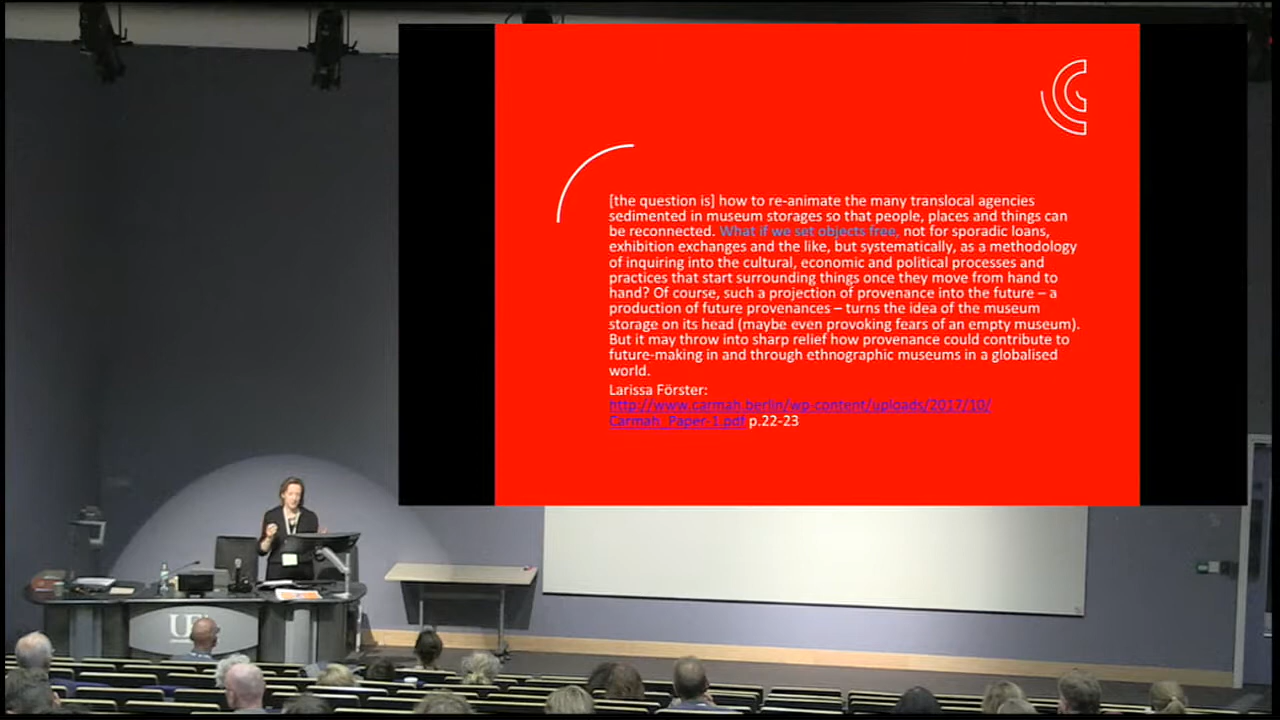 [the question is] how to re-animate the many translocal agencies
sedimented in museum storages so that people, places and things can
be reconnected. What if we set objects free, not for sporadic loans,
exhibition exchanges and the like, but systematically, as a methodology
of inquiring into the cultural, economic and political processes and
practices that start surrounding things once they move from hand to
hand? Of course, such a projection of provenance into the future – a
production of future provenances – turns the idea of the museum
storage on its head (maybe even provoking fears of an empty museum).
But it may throw into sharp relief how provenance could contribute to
future-making in and through ethnographic museums in a globalised
world.
Larissa Förster:
http://www.carmah.berlin/wp-content/uploads/2017/10/
Carmah_Paper-1.pdf p.22-23